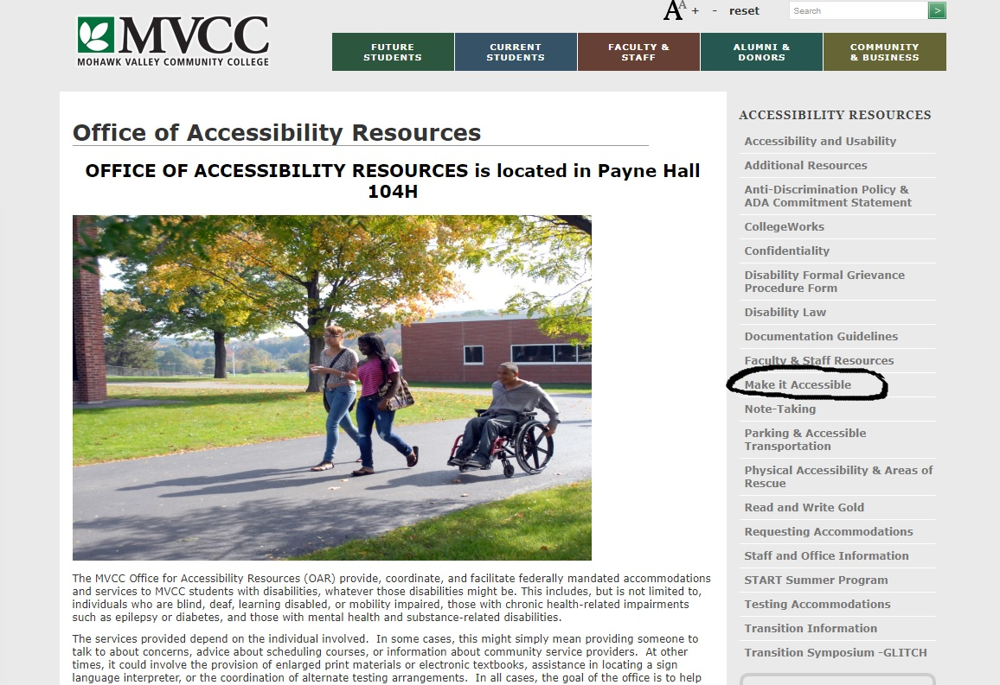 MVCC
MOHAWK VALLEY COMMUNITY COLLEGE
AA + - reset
Search
>
FUTURE
STUDENTS
CURRENT
STUDENTS
FACULTY &
STAFF
ALUMNI &
DONORS
COMMUNITY
& BUSINESS
Office of Accessibility Resources
OFFICE OF ACCESSIBILITY RESOURCES is located in Payne Hall
104H
The MVCC Office for Accessibility Resources (OAR) provide, coordinate, and facilitate federally mandated accommodations
and services to MVCC students with disabilities, whatever those disabilities might be. This includes, but is not limited to,
individuals who are blind, deaf, learning disabled, or mobility impaired, those with chronic health-related impairments
such as epilepsy or diabetes, and those with mental health and substance-related disabilities.
The services provided depend on the individual involved.  In some cases, this might simply mean providing someone to
talk to about concerns, advice about scheduling courses, or information about community service providers.  At other
times, it could involve the provision of enlarged print materials or electronic textbooks, assistance in locating a sign
language interpreter, or the coordination of alternate testing arrangements.  In all cases, the goal of the office is to help
ACCESSIBILITY RESOURCES
Accessibility and Usability
Additional Resources
Anti-Discrimination Policy &
ADA Commitment Statement
CollegeWorks
Confidentiality
Disability Formal Grievance
Procedure Form
Disability Law
Documentation Guidelines
Faculty & Staff Resources
Make it Accessible
Note-Taking
Parking & Accessible
Transportation
Physical Accessibility & Areas of
Rescue
Read and Write Gold
Requesting Accommodations
Staff and Office Information
START Summer Program
Testing Accommodations
Transition Information
Transition Symposium -GLITCH